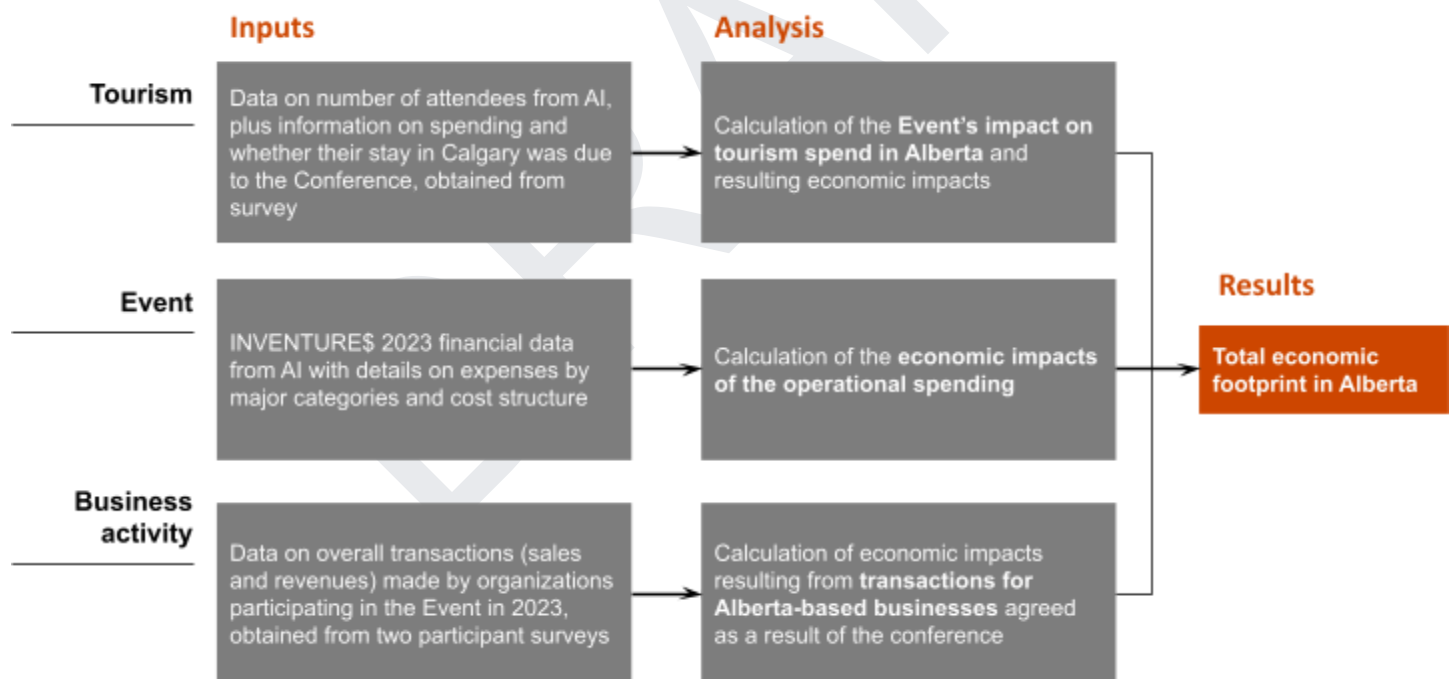 Inputs
Analysis
Tourism
Data on number of attendees from AI,
plus information on spending and
whether their stay in Calgary was due
to the Conference, obtained from
survey
Calculation of the Event's impact on
tourism spend in Alberta and
resulting economic impacts
Event
INVENTURE$ 2023 financial data
from AI with details on expenses by
major categories and cost structure
Calculation of the economic impacts
of the operational spending
Results
Total economic
footprint in Alberta
Business
activity
Data on overall transactions (sales
and revenues) made by organizations
participating in the Event in 2023,
obtained from two participant surveys
Calculation of economic impacts
resulting from transactions for
Alberta-based businesses agreed
as a result of the conference